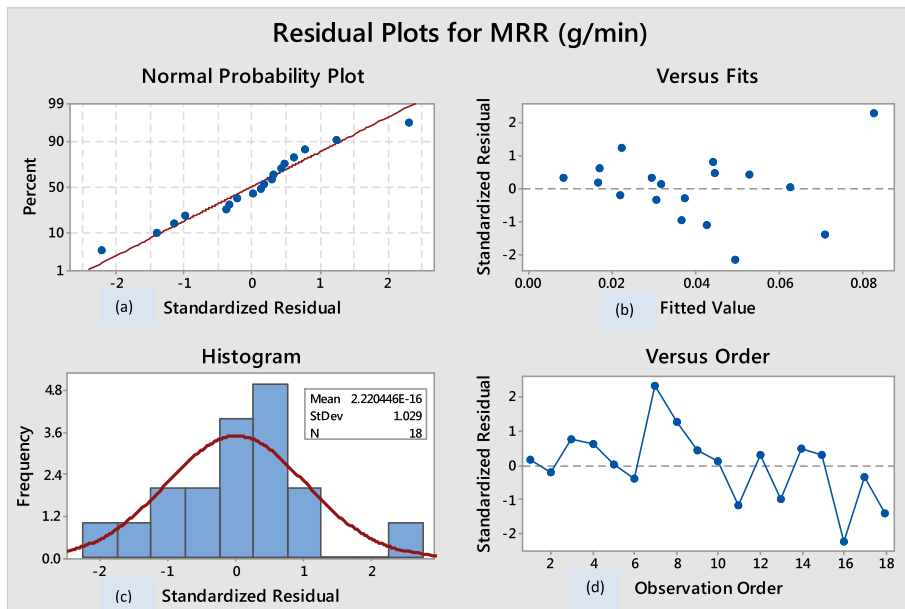 Residual Plots for MRR (g/min)
Normal Probability Plot
Percent
99
90
50
10
1
-2 -1 0 1 2
(a) Standardized Residual
Versus Fits
Standardized Residual
2
1
0
-1
-2
0.00 0.02 0.04 0.06 0.08
(b) Fitted Value
Histogram
Frequency
4.8
3.6
2.4
1.2
0.0
Mean 2.220446E-16
StDev 1.029
N 18
-2 -1 0 1 2
(c) Standardized Residual
Versus Order
Standardized Residual
2
1
0
-1
-2
2 4 6 8 10 12 14 16 18
(d) Observation Order